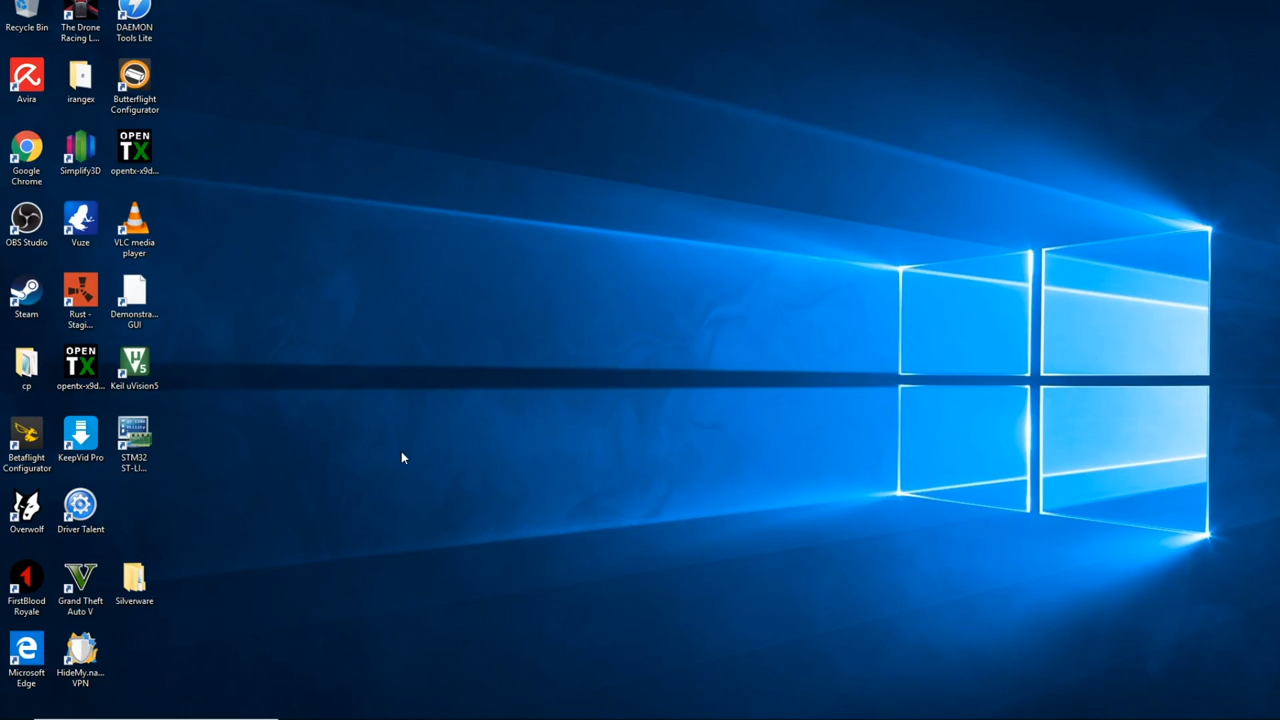 Recycle Bin
The Drone
Racing L...
DAEMON
Tools Lite
Avira
irangex
Butterflight
Configurator
Google
Chrome
Simplify3D
OPEN
TX
opentx-x9d...
OBS Studio
Vuze
VLC media
player
Steam
Rust -
Stagi...
Demonstra...
GUI
cp
OPEN
TX
opentx-x9d...
Keil uVision5
Betaflight
Configurator
KeepVid Pro
STM32
ST-LI...
Overwolf
Driver Talent
FirstBlood
Royale
Grand Theft
Auto V
Silverware
Microsoft
Edge
HideMy.na...
VPN